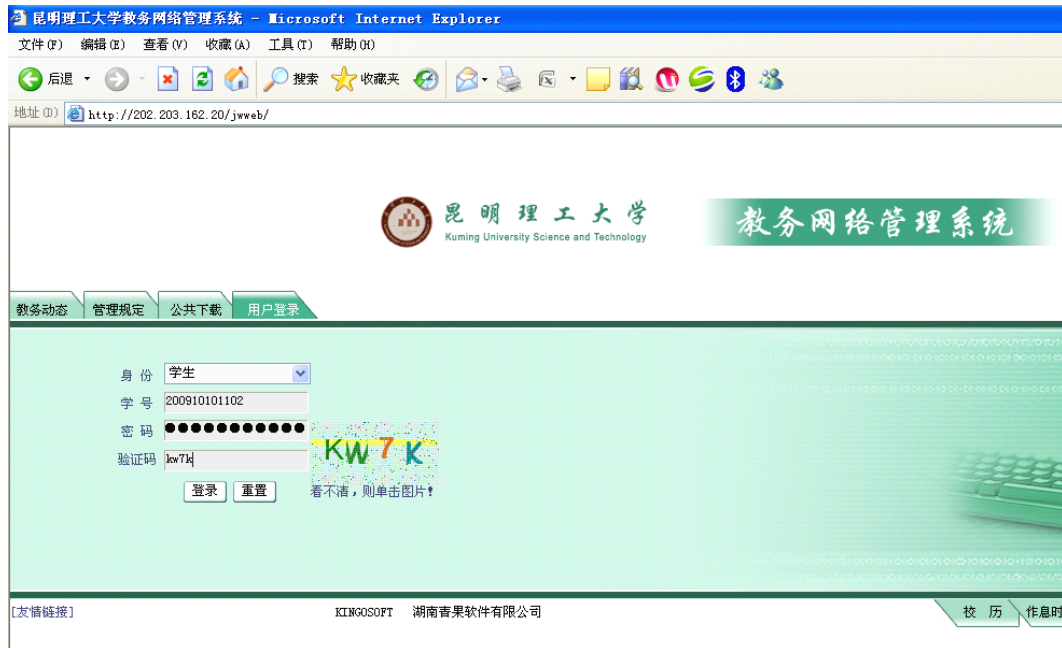 昆明理工大学教务网络管理系统 - Microsoft Internet Explorer
文件(F) 编辑(E) 查看(V) 收藏(A) 工具(T) 帮助(H)
后退 搜索 收藏夹
地址(D) http://202.203.162.20/jwweb/
昆明理工大学 教务网络管理系统
Kuming University Science and Technology
教务动态 管理规定 公共下载 用户登录
身 份 学生
学 号 200910101102
密 码 ●●●●●●●●●●●
验证码 kw7k KW7K
登录 重置 看不清，则单击图片!
[友情链接] KINGOSOFT 湖南青果软件有限公司 校 历 作息时